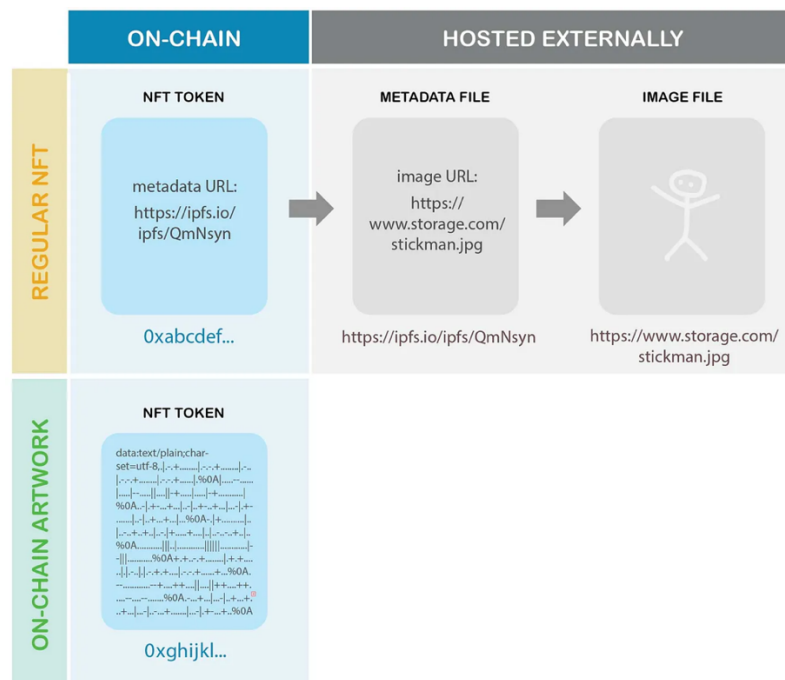 ON-CHAIN
HOSTED EXTERNALLY
REGULAR NFT
NFT TOKEN
metadata URL:
https://ipfs.io/
ipfs/QmNsyn
0xabcdef...
METADATA FILE
image URL:
https://
www.storage.com/
stickman.jpg
https://ipfs.io/ipfs/QmNsyn
IMAGE FILE
https://www.storage.com/
stickman.jpg
ON-CHAIN ARTWORK
NFT TOKEN
data:text/plain;char-
set=utf-8,
0xghijkl...